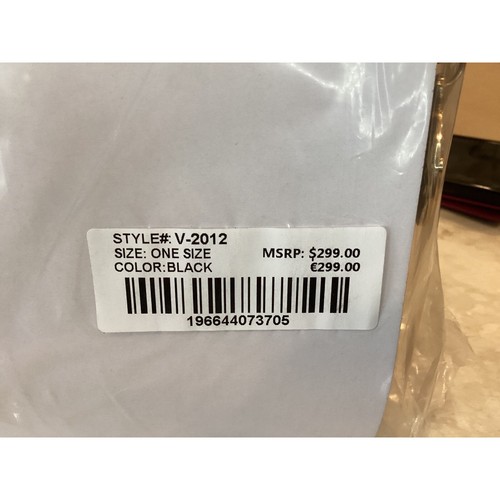 STYLE#: V-2012
SIZE: ONE SIZE MSRP: $299.00
COLOR:BLACK €299.00
196644073705